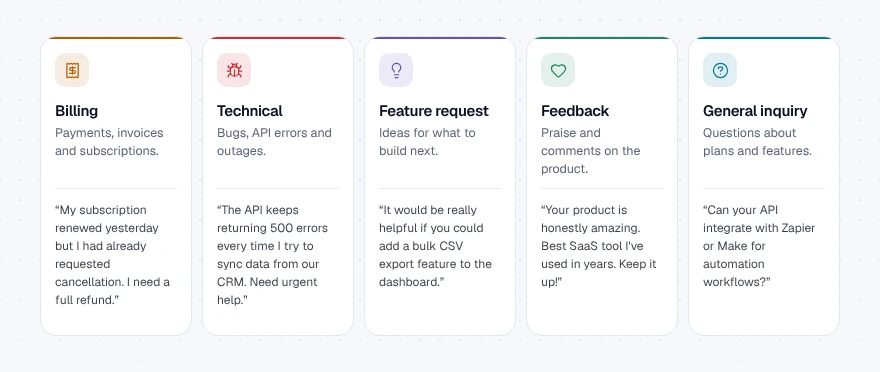 Billing
Payments, invoices
and subscriptions.
“My subscription
renewed yesterday
but I had already
requested
cancellation. I need a
full refund.”
Technical
Bugs, API errors and
outages.
“The API keeps
returning 500 errors
every time I try to
sync data from our
CRM. Need urgent
help.”
Feature request
Ideas for what to
build next.
“It would be really
helpful if you could
add a bulk CSV
export feature to the
dashboard.”
Feedback
Praise and
comments on the
product.
“Your product is
honestly amazing.
Best SaaS tool I've
used in years. Keep it
up!”
General inquiry
Questions about
plans and features.
“Can your API
integrate with Zapier
or Make for
automation
workflows?”